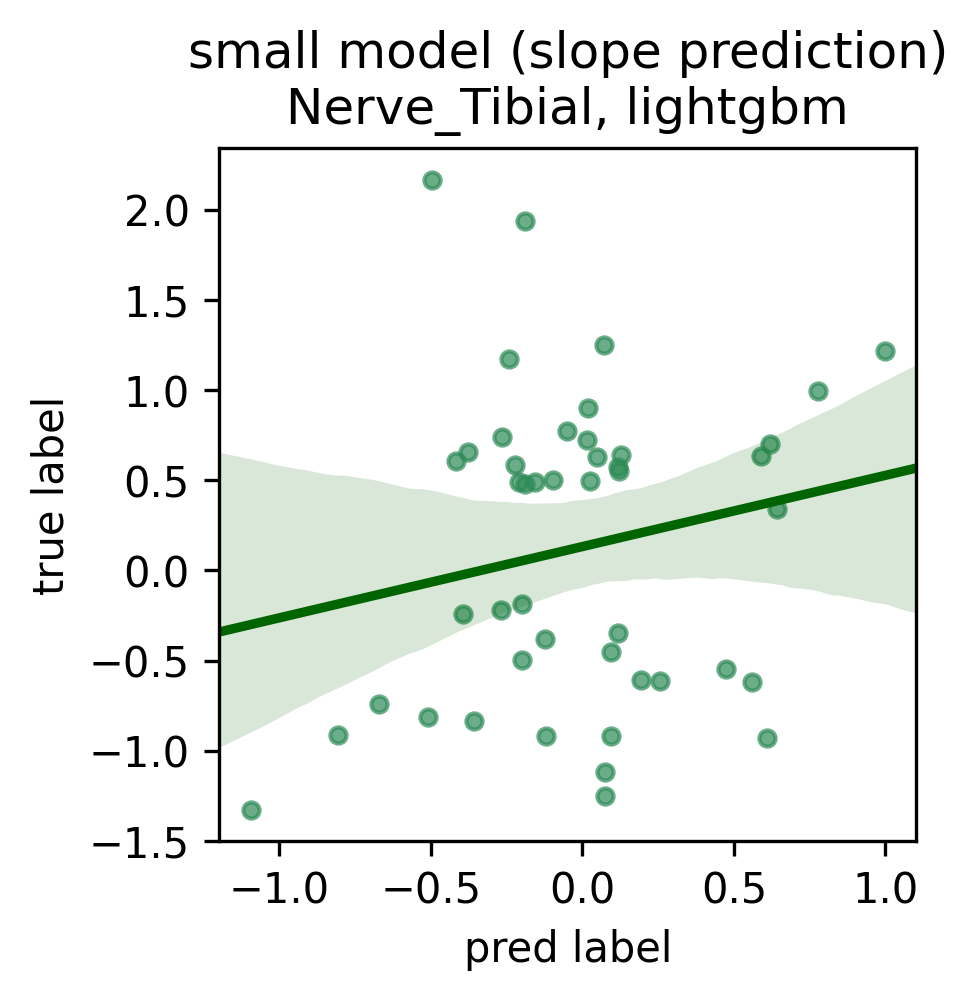 small model (slope prediction)
Nerve_Tibial, lightgbm
2.0
1.5
1.0
0.5
0.0
−0.5
−1.0
−1.5
true label
−1.0 −0.5 0.0 0.5 1.0
pred label